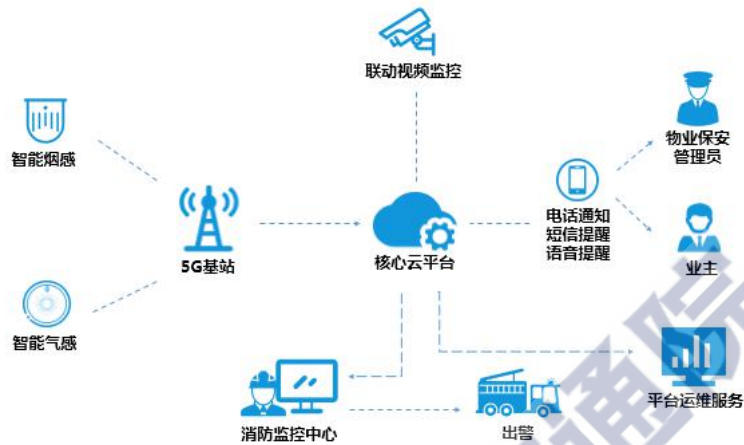 联动视频监控
智能烟感
物业保安
管理员
电话通知
短信提醒
语音提醒
5G基站
核心云平台
业主
智能气感
平台运维服务
消防监控中心
出警
通院